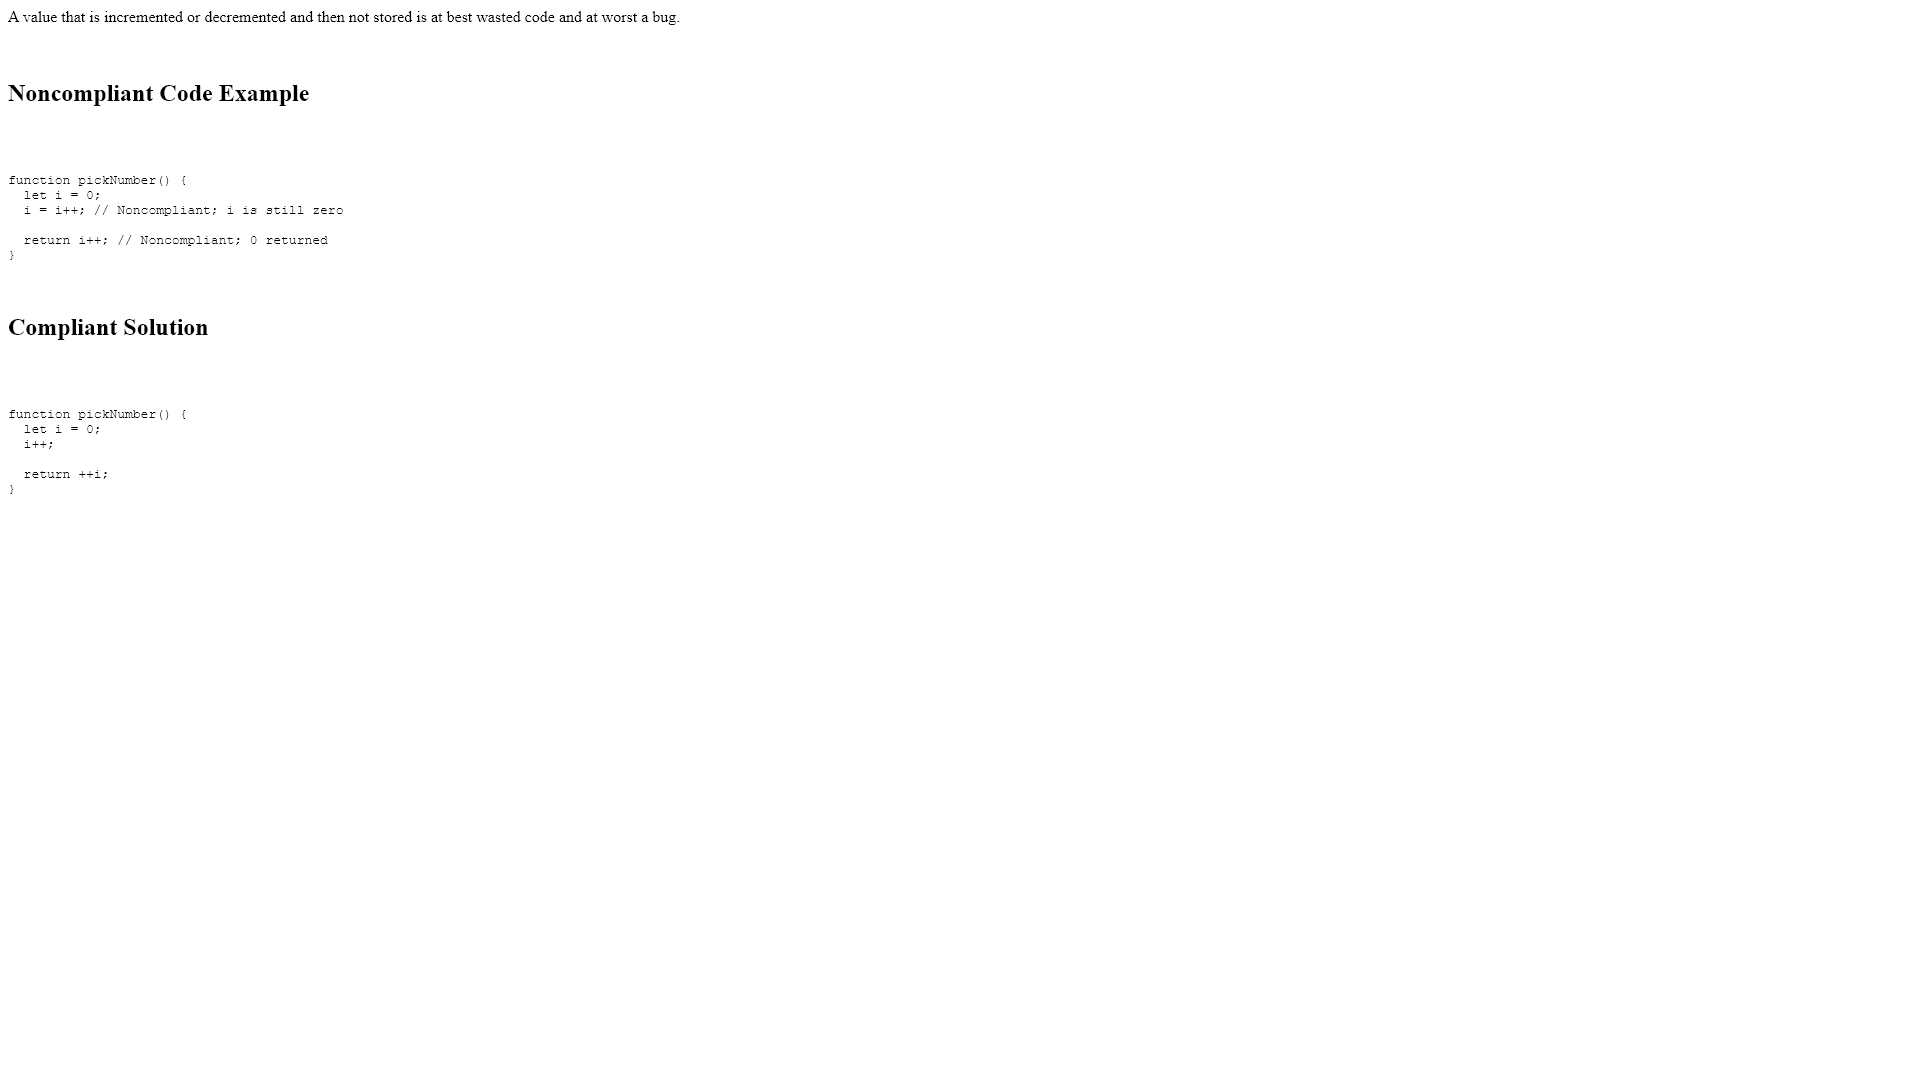 A value that is incremented or decremented and then not stored is at best wasted code and at worst a bug.
Noncompliant Code Example
function pickNumber() {
  let i = 0;
  i = i++; // Noncompliant; i is still zero
  return i++; // Noncompliant; 0 returned
}
Compliant Solution
function pickNumber() {
  let i = 0;
  i++;
  return ++i;
}